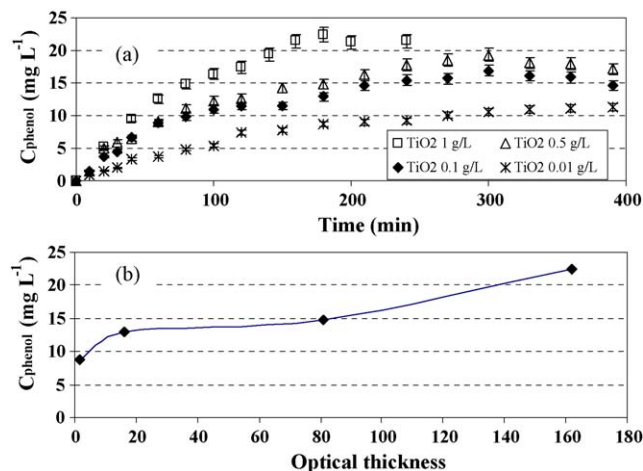 (a)
C_phenol (mg L⁻¹)
25
20
15
10
5
0
0 100 200 300 400
Time (min)
TiO2 1 g/L TiO2 0.5 g/L
TiO2 0.1 g/L TiO2 0.01 g/L
(b)
C_phenol (mg L⁻¹)
25
20
15
10
5
0
0 20 40 60 80 100 120 140 160 180
Optical thickness